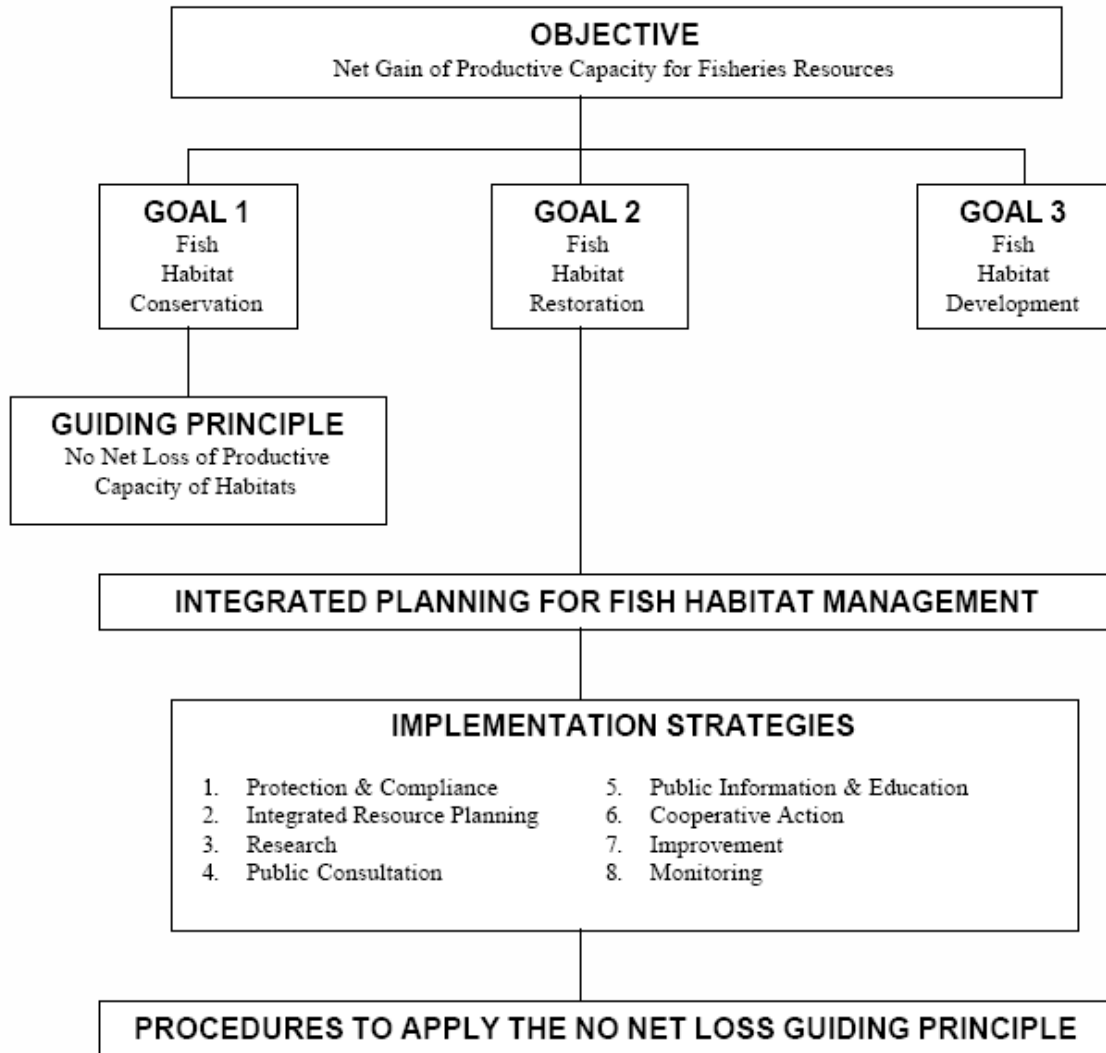 OBJECTIVE
Net Gain of Productive Capacity for Fisheries Resources
GOAL 1
Fish
Habitat
Conservation
GOAL 2
Fish
Habitat
Restoration
GOAL 3
Fish
Habitat
Development
GUIDING PRINCIPLE
No Net Loss of Productive
Capacity of Habitats
INTEGRATED PLANNING FOR FISH HABITAT MANAGEMENT
IMPLEMENTATION STRATEGIES
1. Protection & Compliance
2. Integrated Resource Planning
3. Research
4. Public Consultation
5. Public Information & Education
6. Cooperative Action
7. Improvement
8. Monitoring
PROCEDURES TO APPLY THE NO NET LOSS GUIDING PRINCIPLE